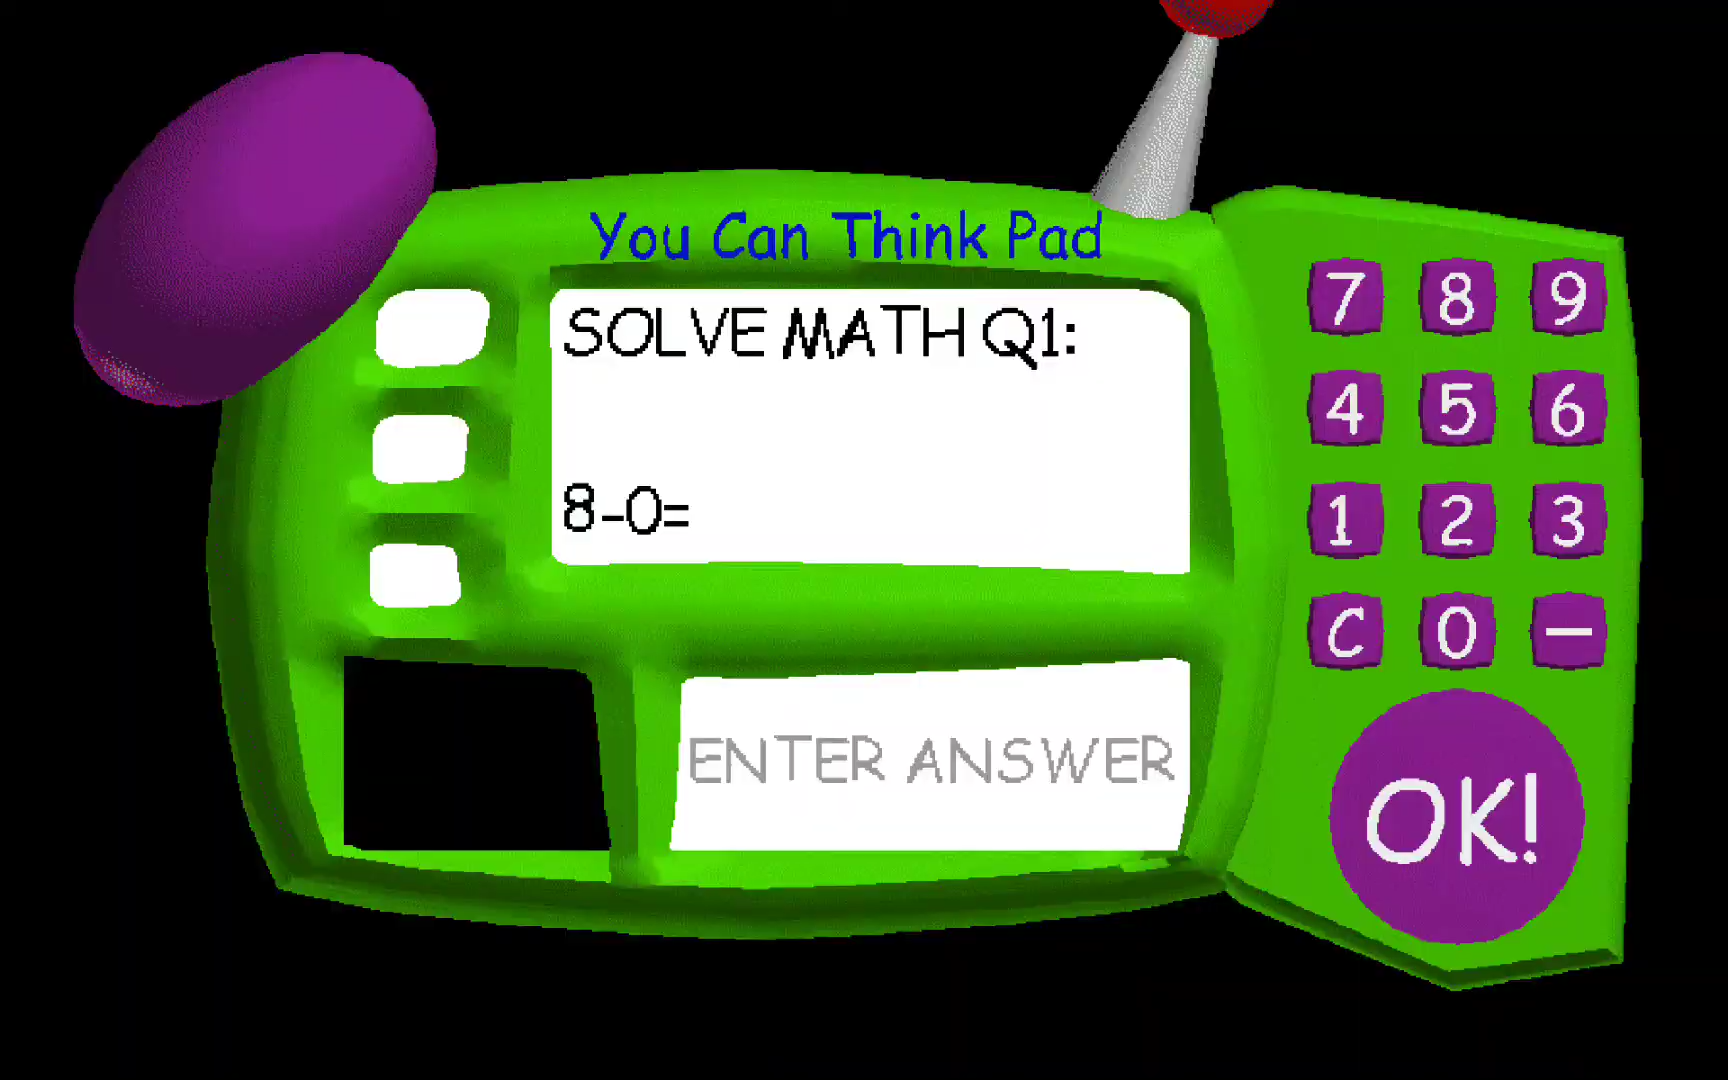 You Can Think Pad
SOLVE MATH Q1:
8-0=
ENTER ANSWER
7 8 9
4 5 6
1 2 3
C 0 —
OK!